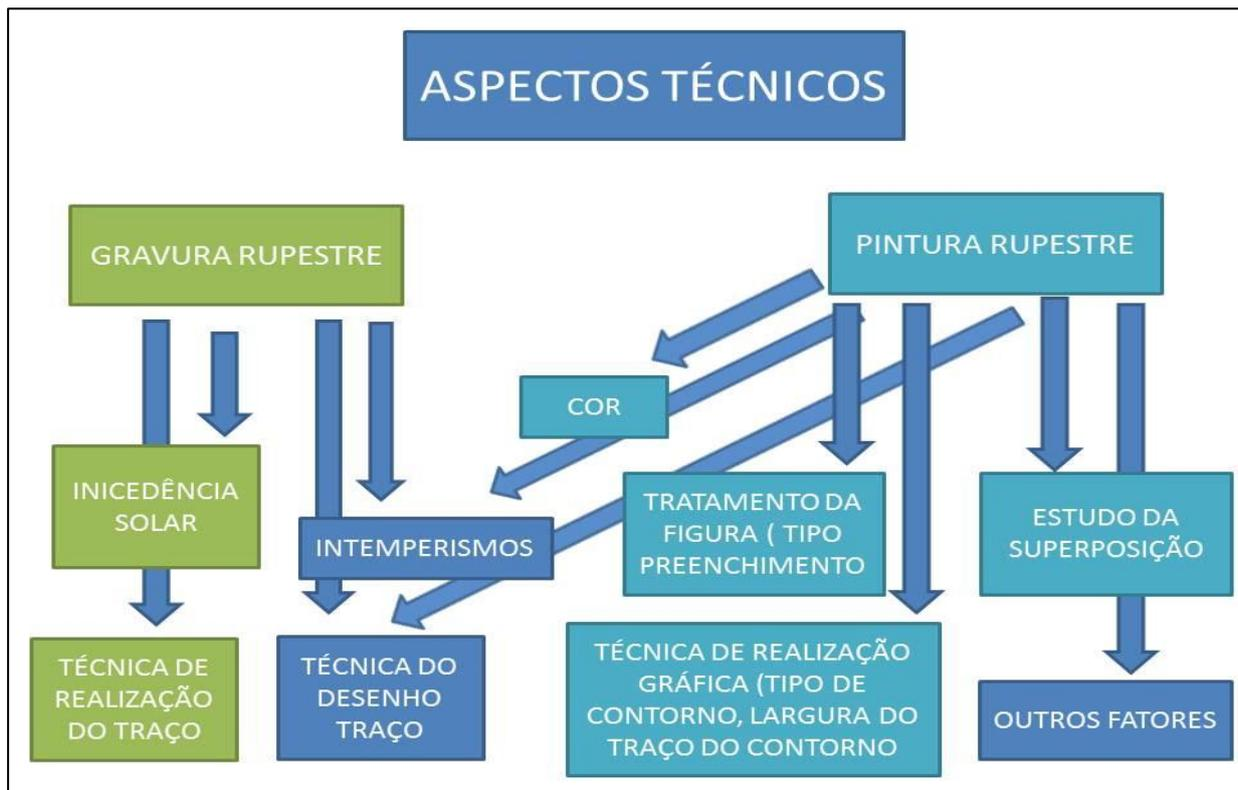 ASPECTOS TÉCNICOS
GRAVURA RUPESTRE
PINTURA RUPESTRE
COR
INICEDÊNCIA
SOLAR
INTEMPERISMOS
TRATAMENTO DA
FIGURA ( TIPO
PREENCHIMENTO
ESTUDO DA
SUPERPOSIÇÃO
TÉCNICA DE
REALIZAÇÃO
DO TRAÇO
TÉCNICA DO
DESENHO
TRAÇO
TÉCNICA DE REALIZAÇÃO
GRÁFICA (TIPO DE
CONTORNO, LARGURA DO
TRAÇO DO CONTORNO
OUTROS FATORES